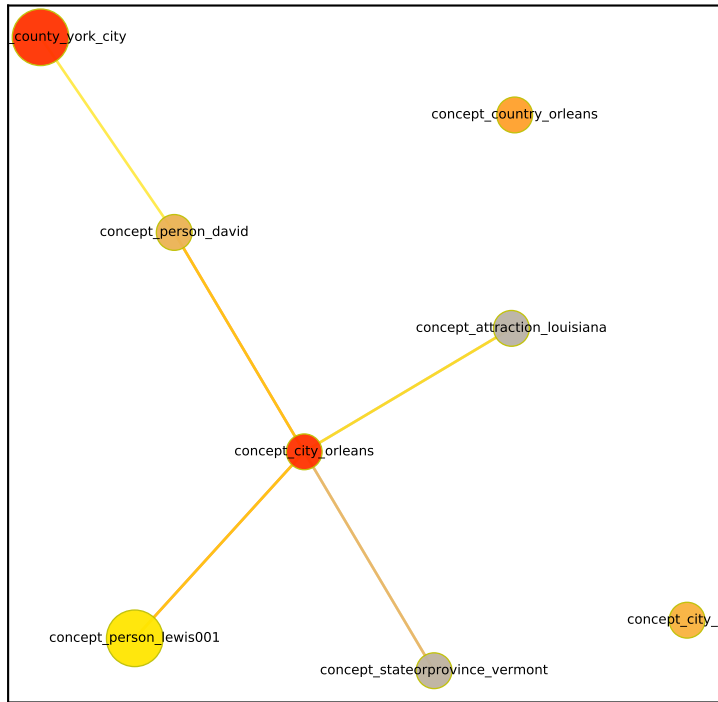 _county_york_city
concept_country_orleans
concept_person_david
concept_attraction_louisiana
concept_city_orleans
concept_city_
concept_person_lewis001
concept_stateorprovince_vermont